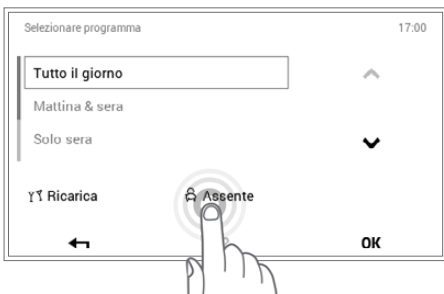 Selezionare programma 17:00
Tutto il giorno
Mattina & sera
Solo sera
Ricarica Assente
OK